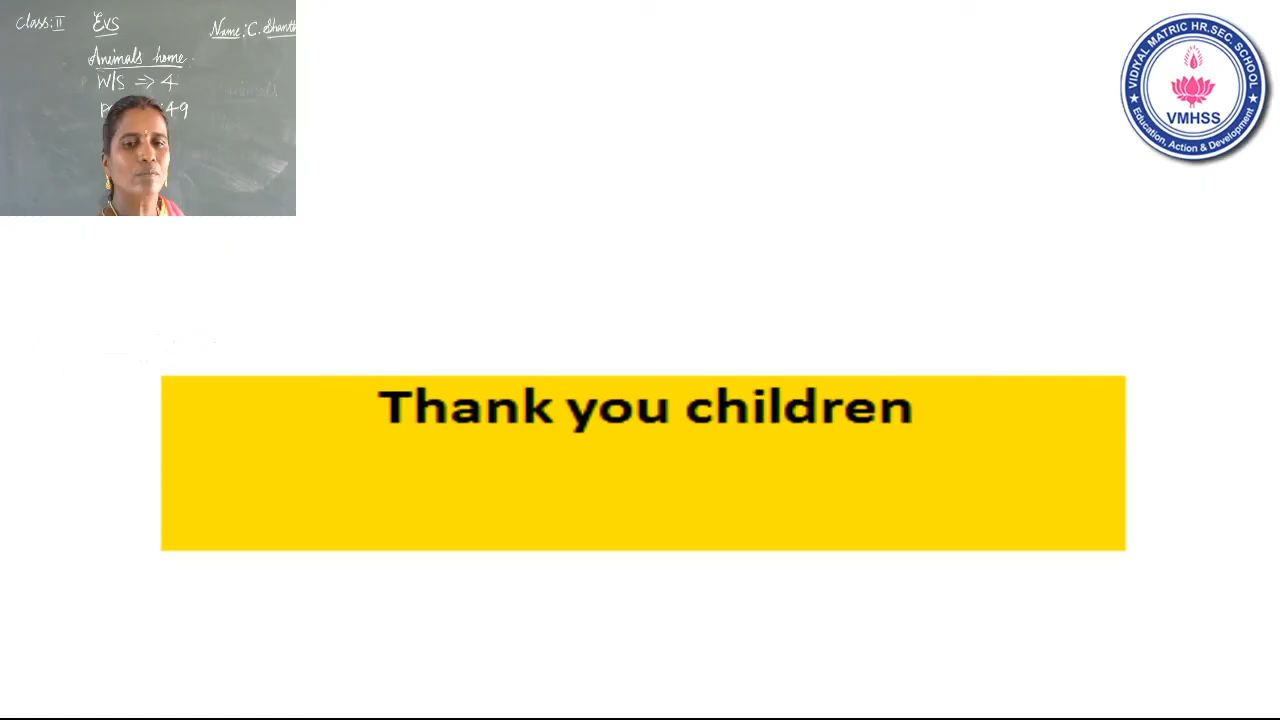 Class: II
EVS
Name: C. Shanth
Animals home
W/S => 4
49
VIDIYAL MATRIC HR.SEC. SCHOOL
VMHSS
Education, Action & Development
Thank you children